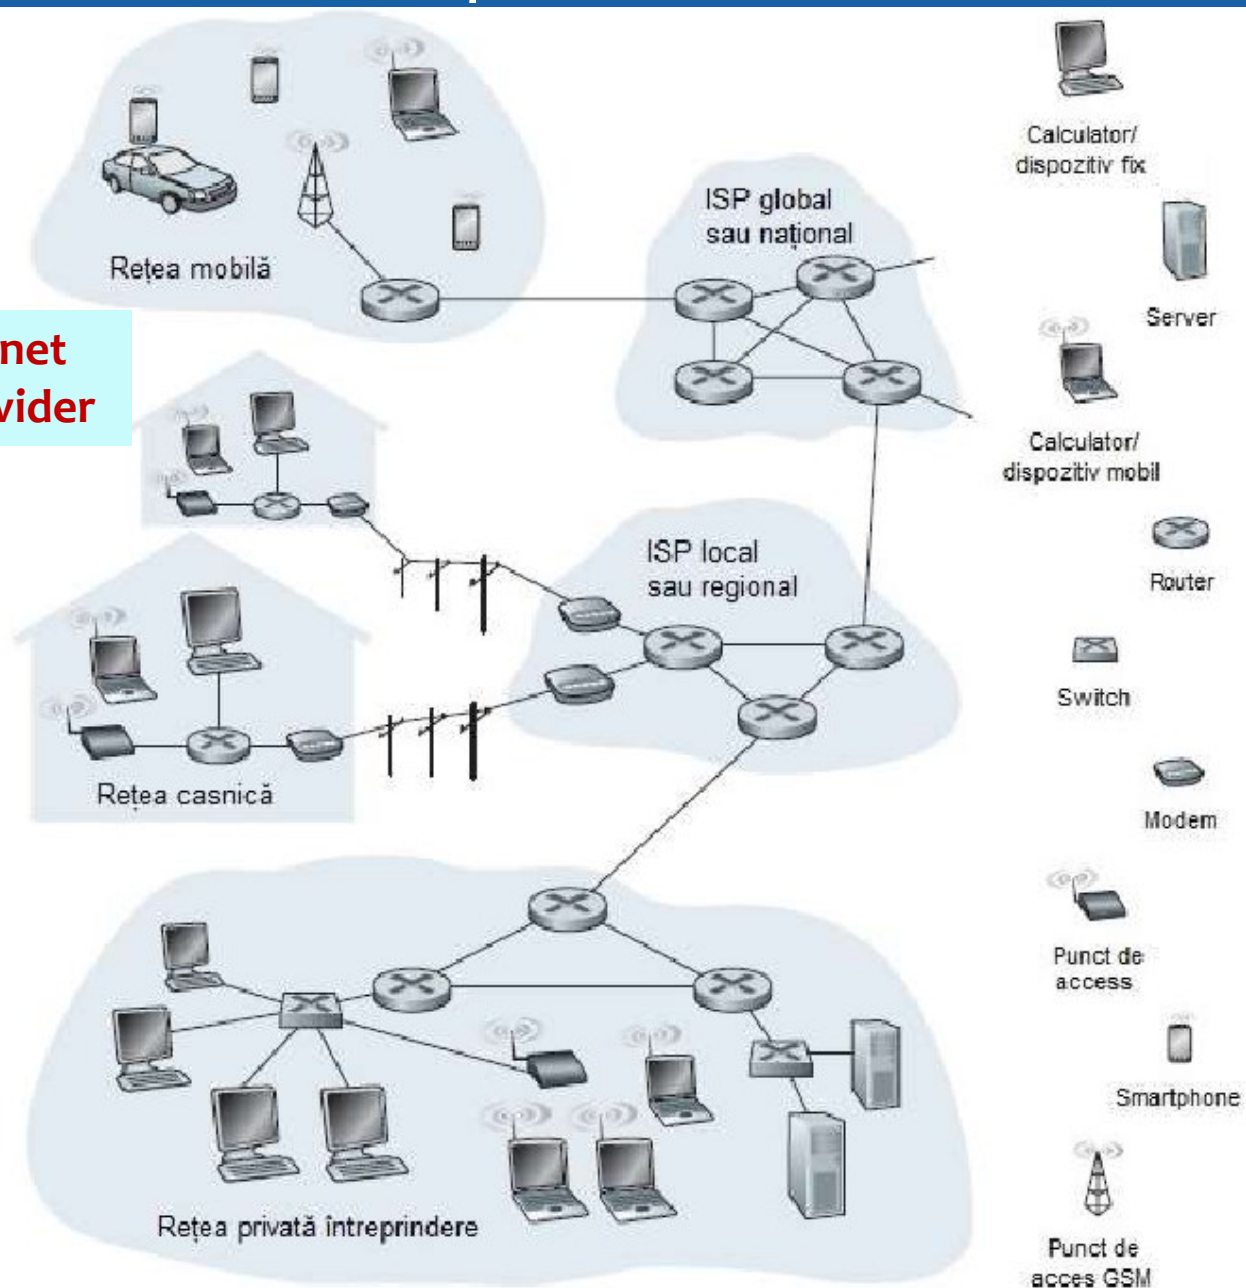 Rețea mobilă
ISP global
sau național
net
vider
ISP local
sau regional
Rețea casnică
Rețea privată întreprindere
Calculator/
dispozitiv fix
Server
Calculator/
dispozitiv mobil
Router
Switch
Modem
Punct de
access
Smartphone
Punct de
acces GSM